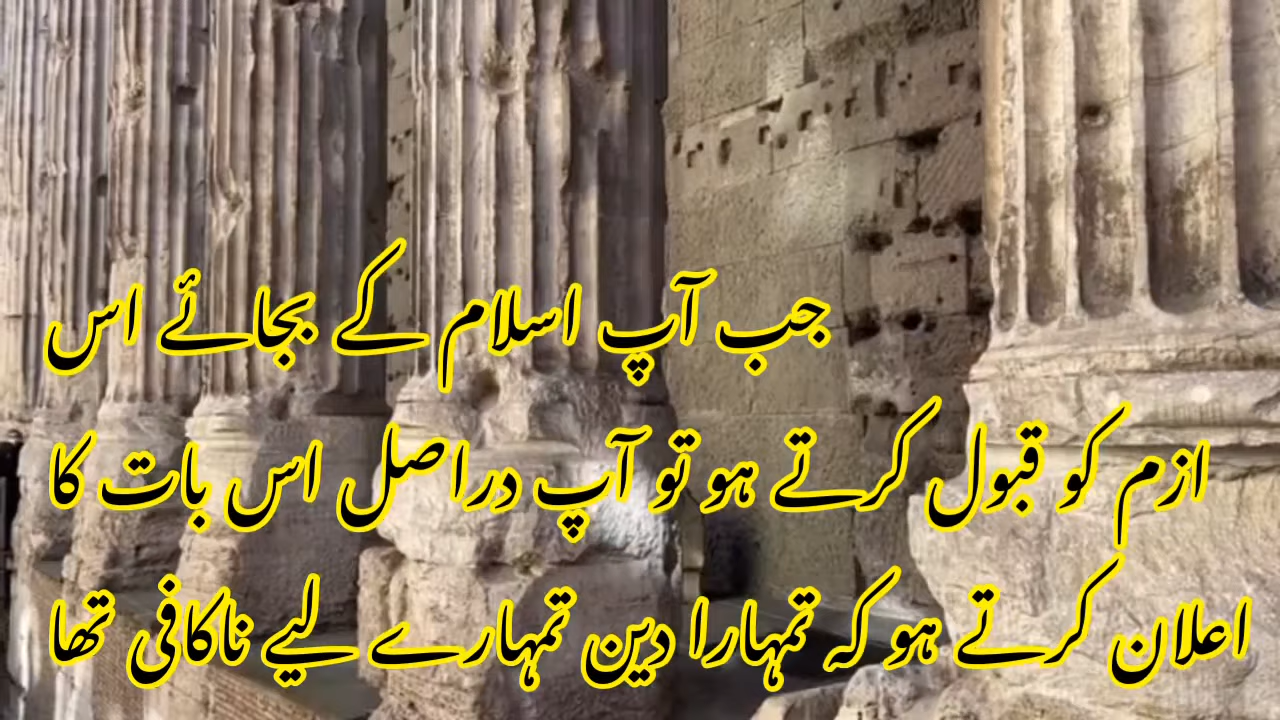 جب آپ اسلام کے بجائے اس
ازم کو قبول کرتے ہو تو آپ دراصل اس بات کا
اعلان کرتے ہو کہ تمہارا دین تمہارے لیے ناکافی تھا